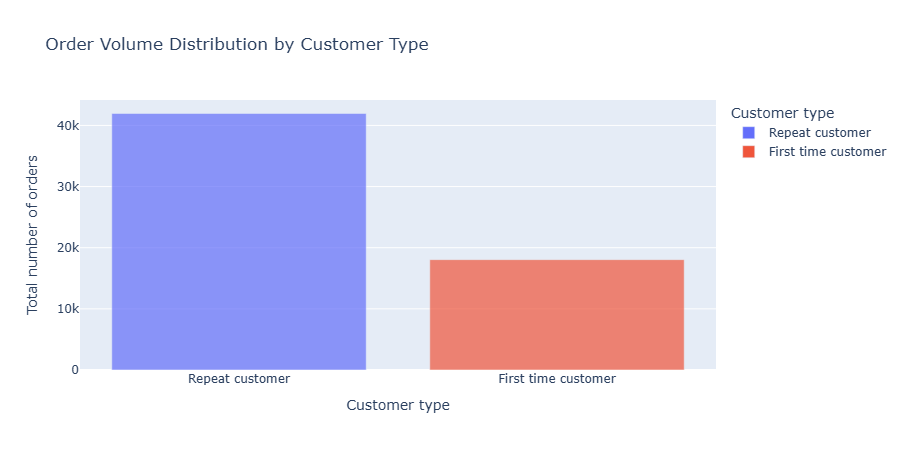 Order Volume Distribution by Customer Type
Customer type
Repeat customer
First time customer
Total number of orders
40k
30k
20k
10k
0
Repeat customer
First time customer
Customer type